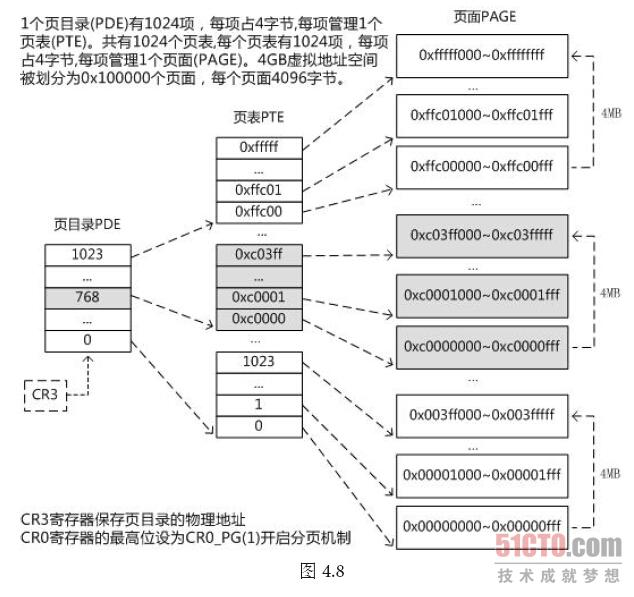 1个页目录(PDE)有1024项，每项占4字节,每项管理1个
页表(PTE)。共有1024个页表,每个页表有1024项，每项
占4字节,每项管理1个页面(PAGE)。4GB虚拟地址空间
被划分为0x100000个页面，每个页面4096字节。
页面PAGE
0xfffff000~0xffffffff
...
0xffc01000~0xffc01fff
0xffc00000~0xffc00fff
4MB
...
0xc03ff000~0xc03fffff
...
0xc0001000~0xc0001fff
0xc0000000~0xc0000fff
4MB
...
0x003ff000~0x003fffff
...
0x00001000~0x00001fff
0x00000000~0x00000fff
4MB
页表PTE
0xfffff
...
0xffc01
0xffc00
...
0xc03ff
...
0xc0001
0xc0000
...
1023
...
1
0
页目录PDE
1023
...
768
...
0
CR3
CR3寄存器保存页目录的物理地址
CR0寄存器的最高位设为CR0_PG(1)开启分页机制
51CTO.com
技术成就梦想
图 4.8